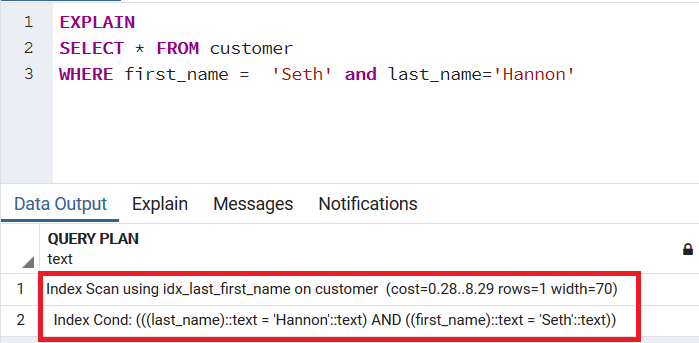 1 EXPLAIN
2 SELECT * FROM customer
3 WHERE first_name =  'Seth' and last_name='Hannon'
Data Output Explain Messages Notifications
QUERY PLAN
text
1 Index Scan using idx_last_first_name on customer (cost=0.28..8.29 rows=1 width=70)
2 Index Cond: (((last_name)::text = 'Hannon'::text) AND ((first_name)::text = 'Seth'::text))